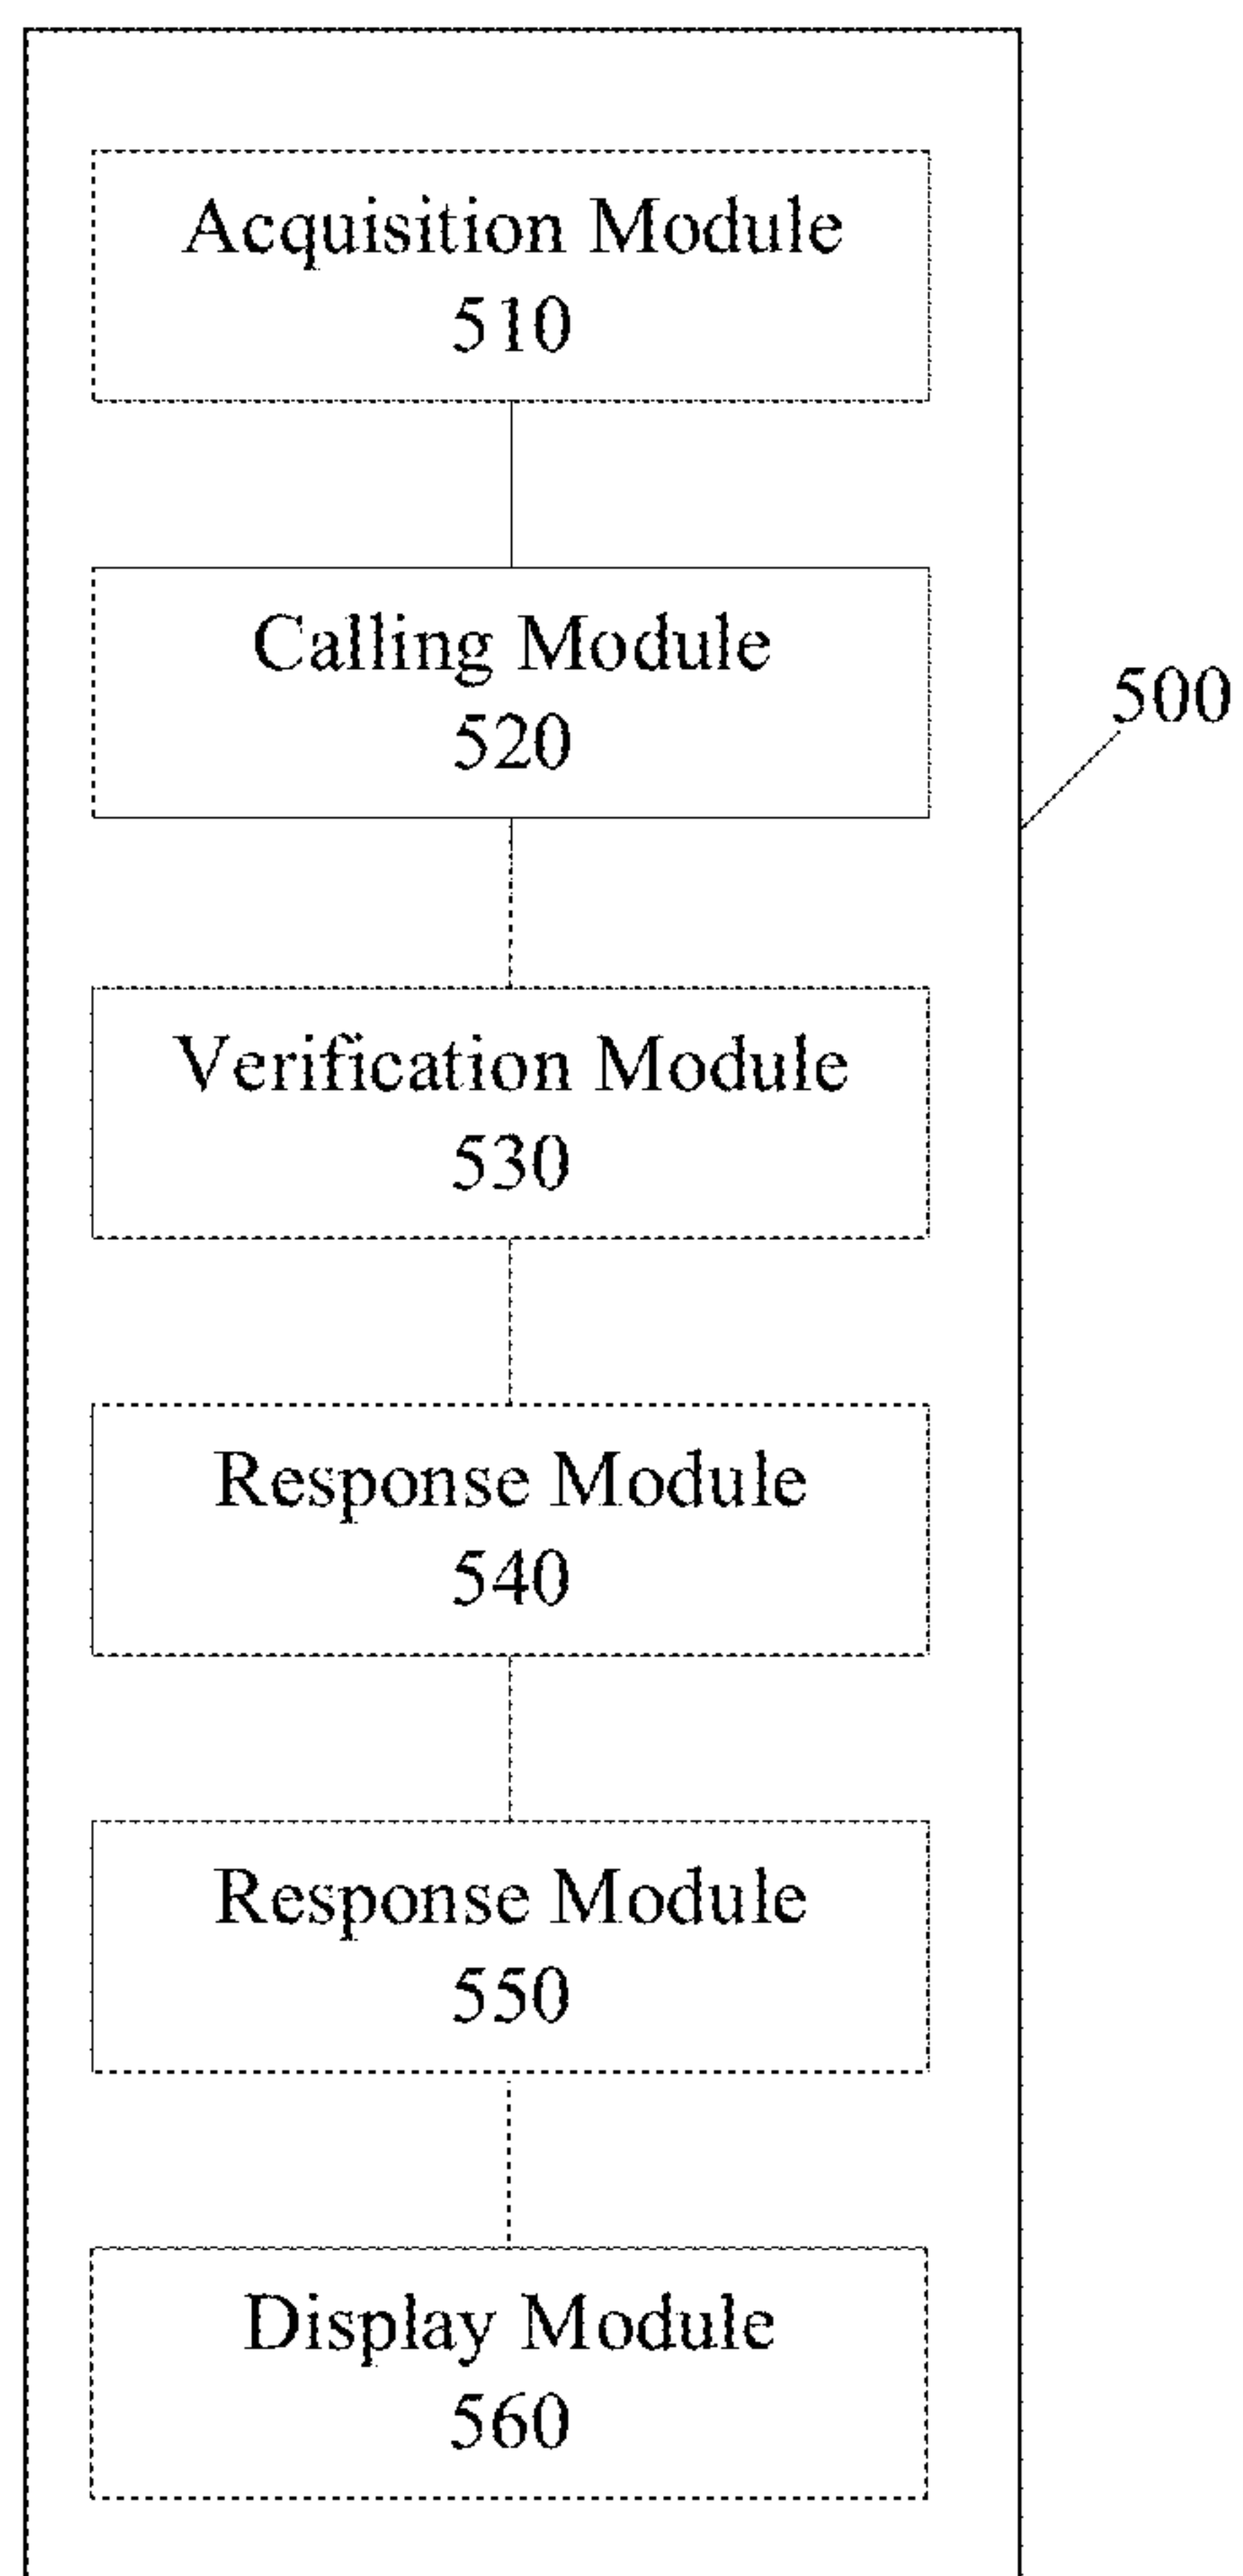 Acquisition Module
510
Calling Module
520
500
Verification Module
530
Response Module
540
Response Module
550
Display Module
560